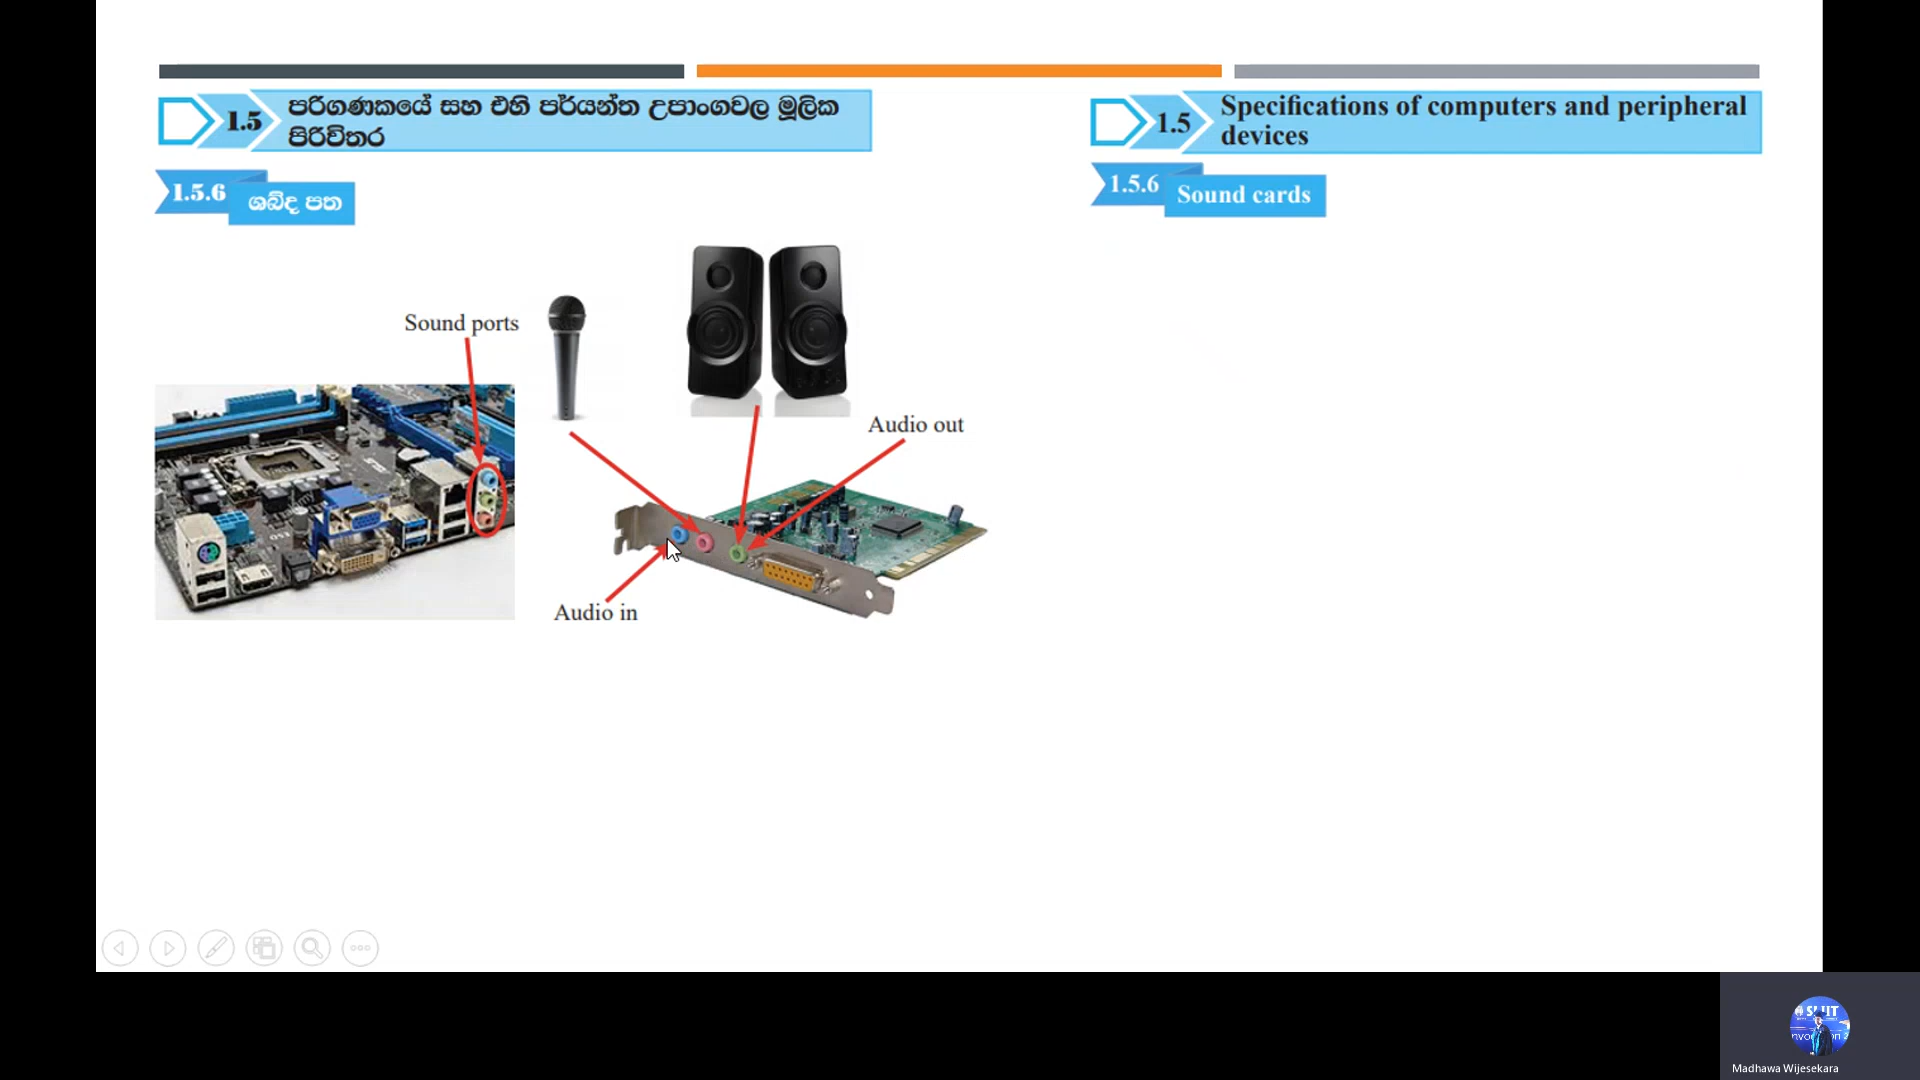 1.5
පරිගණකයේ සහ එහි පර්යන්ත උපාංගවල මූලික
පිරිවිතර
1.5.6
ශබ්ද පත
1.5
Specifications of computers and peripheral
devices
1.5.6
Sound cards
Sound ports
Audio out
Audio in
SLIIT
Madhawa Wijesekara